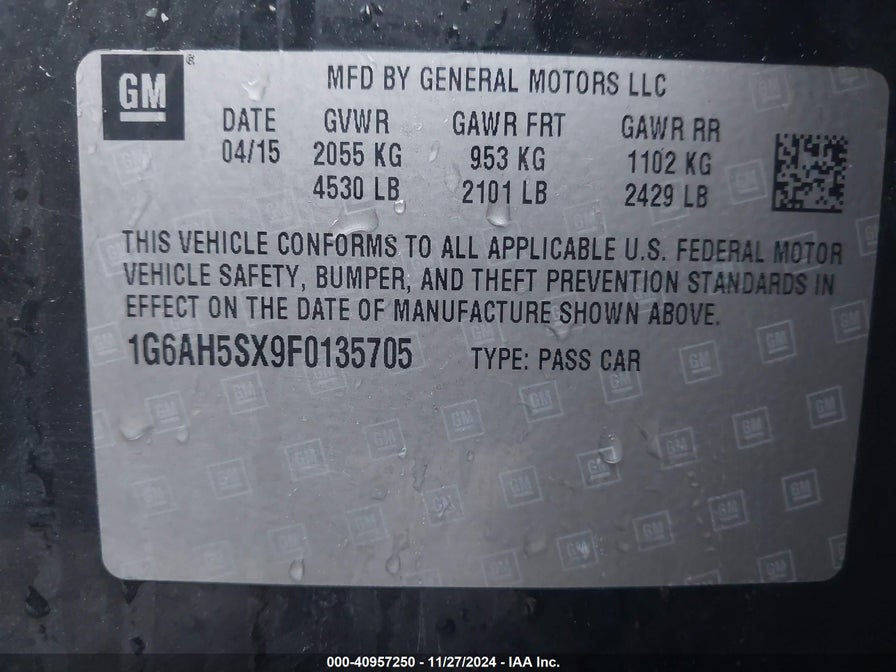 GM®
MFD BY GENERAL MOTORS LLC
DATE GVWR GAWR FRT GAWR RR
04/15 2055 KG 953 KG 1102 KG
4530 LB 2101 LB 2429 LB
THIS VEHICLE CONFORMS TO ALL APPLICABLE U.S. FEDERAL MOTOR
VEHICLE SAFETY, BUMPER, AND THEFT PREVENTION STANDARDS IN
EFFECT ON THE DATE OF MANUFACTURE SHOWN ABOVE.
1G6AH5SX9F0135705 TYPE: PASS CAR
000-40957250 - 11/27/2024 - IAA Inc.